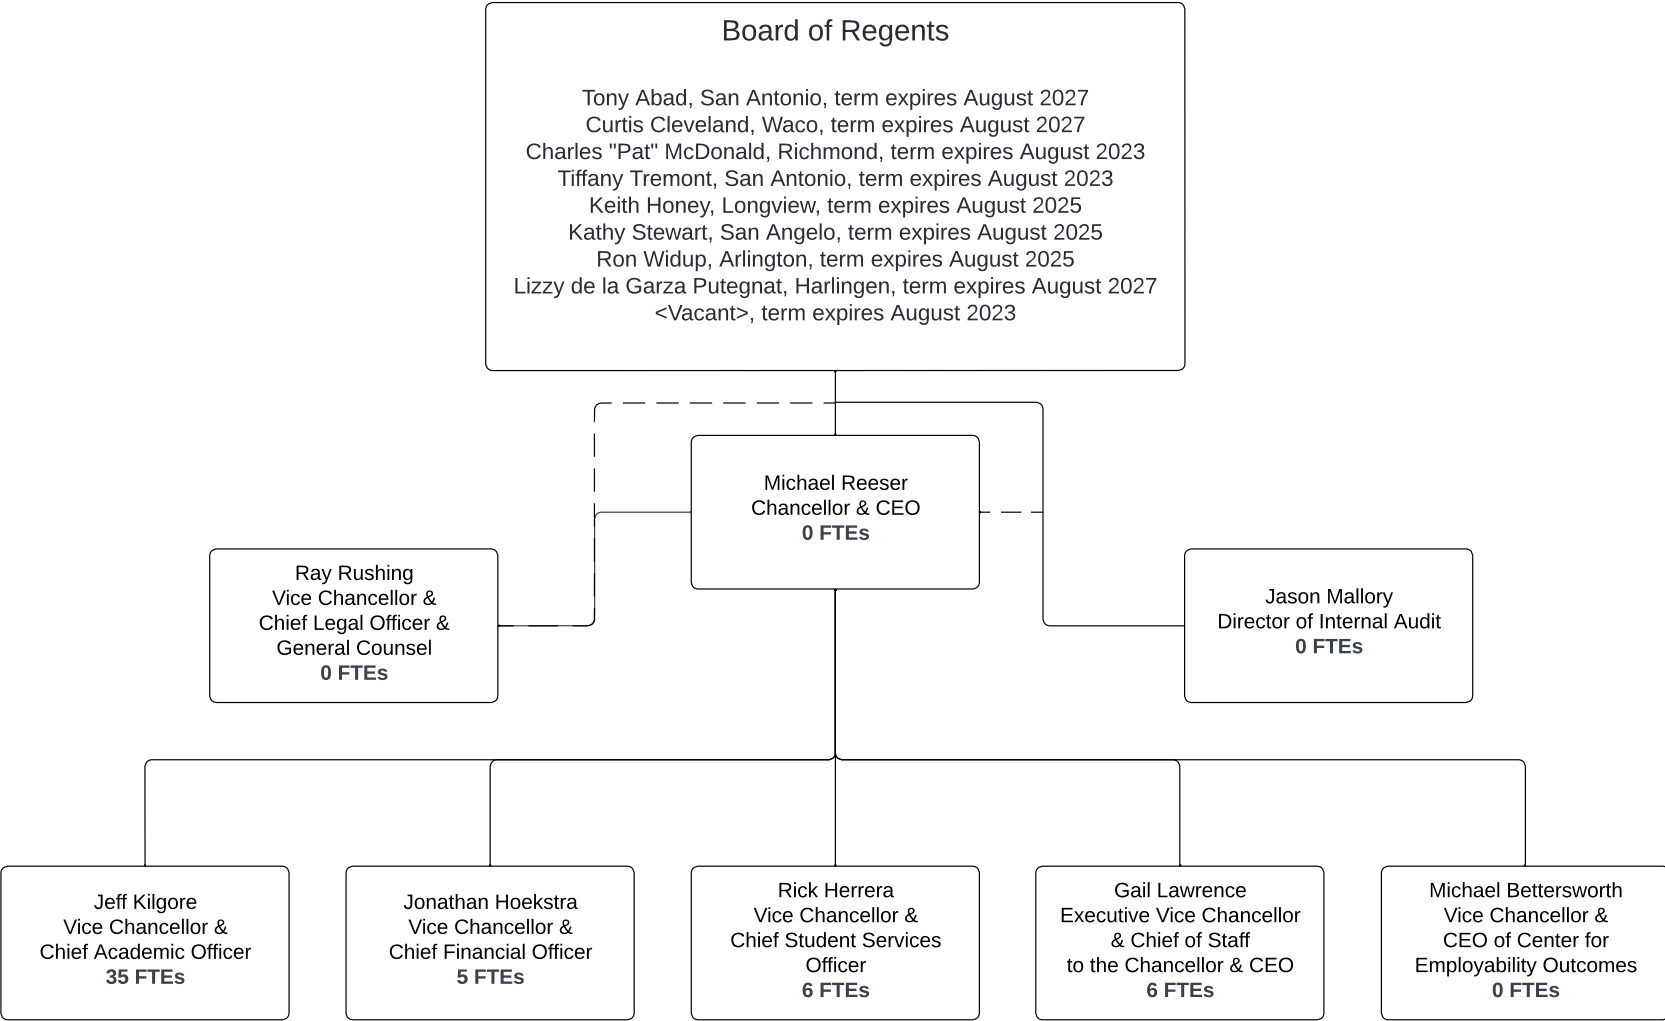 Board of Regents
Tony Abad, San Antonio, term expires August 2027
Curtis Cleveland, Waco, term expires August 2027
Charles "Pat" McDonald, Richmond, term expires August 2023
Tiffany Tremont, San Antonio, term expires August 2023
Keith Honey, Longview, term expires August 2025
Kathy Stewart, San Angelo, term expires August 2025
Ron Widup, Arlington, term expires August 2025
Lizzy de la Garza Putegnat, Harlingen, term expires August 2027
<Vacant>, term expires August 2023
Michael Reeser
Chancellor & CEO
0 FTEs
Ray Rushing
Vice Chancellor &
Chief Legal Officer &
General Counsel
0 FTEs
Jason Mallory
Director of Internal Audit
0 FTEs
Jeff Kilgore
Vice Chancellor &
Chief Academic Officer
35 FTEs
Jonathan Hoekstra
Vice Chancellor &
Chief Financial Officer
5 FTEs
Rick Herrera
Vice Chancellor &
Chief Student Services
Officer
6 FTEs
Gail Lawrence
Executive Vice Chancellor
& Chief of Staff
to the Chancellor & CEO
6 FTEs
Michael Bettersworth
Vice Chancellor &
CEO of Center for
Employability Outcomes
0 FTEs